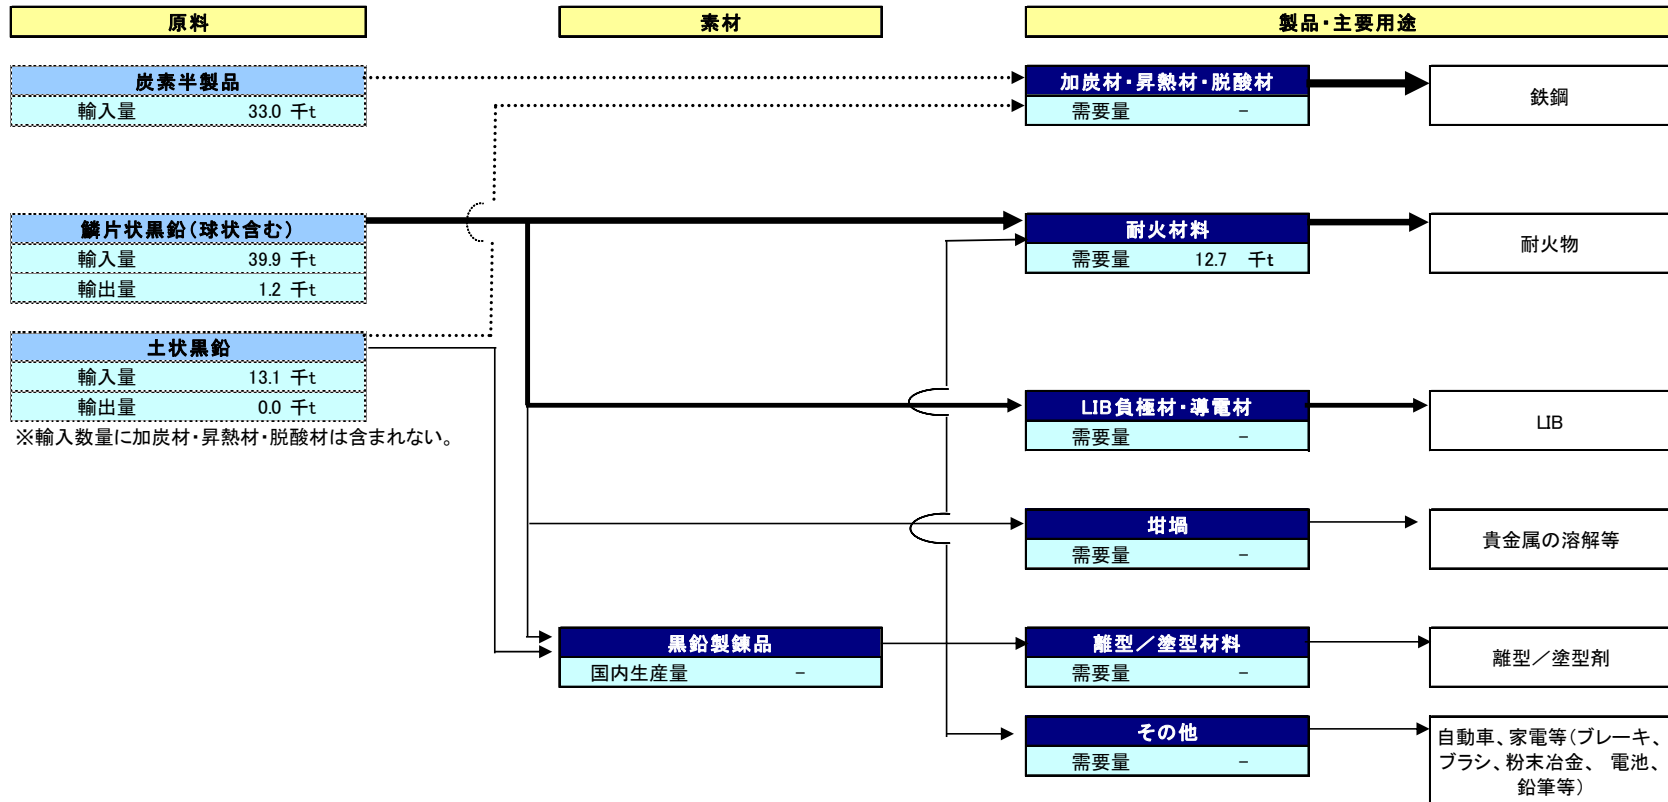 原料
素材
製品・主要用途
炭素半製品
輸入量 33.0 千t
加炭材・昇熱材・脱酸材
需要量 −
鉄鋼
鱗片状黒鉛(球状含む)
輸入量 39.9 千t
輸出量 1.2 千t
耐火材料
需要量 12.7 千t
耐火物
土状黒鉛
輸入量 13.1 千t
輸出量 0.0 千t
※輸入数量に加炭材・昇熱材・脱酸材は含まれない。
LIB負極材・導電材
需要量 −
LIB
坩堝
需要量 −
貴金属の溶解等
黒鉛製錬品
国内生産量 −
離型／塗型材料
需要量 −
離型／塗型剤
その他
需要量 −
自動車、家電等(ブレーキ、
ブラシ、粉末冶金、 電池、
鉛筆等)